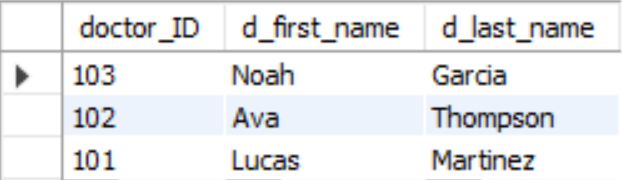 doctor_ID d_first_name d_last_name
103 Noah Garcia
102 Ava Thompson
101 Lucas Martinez